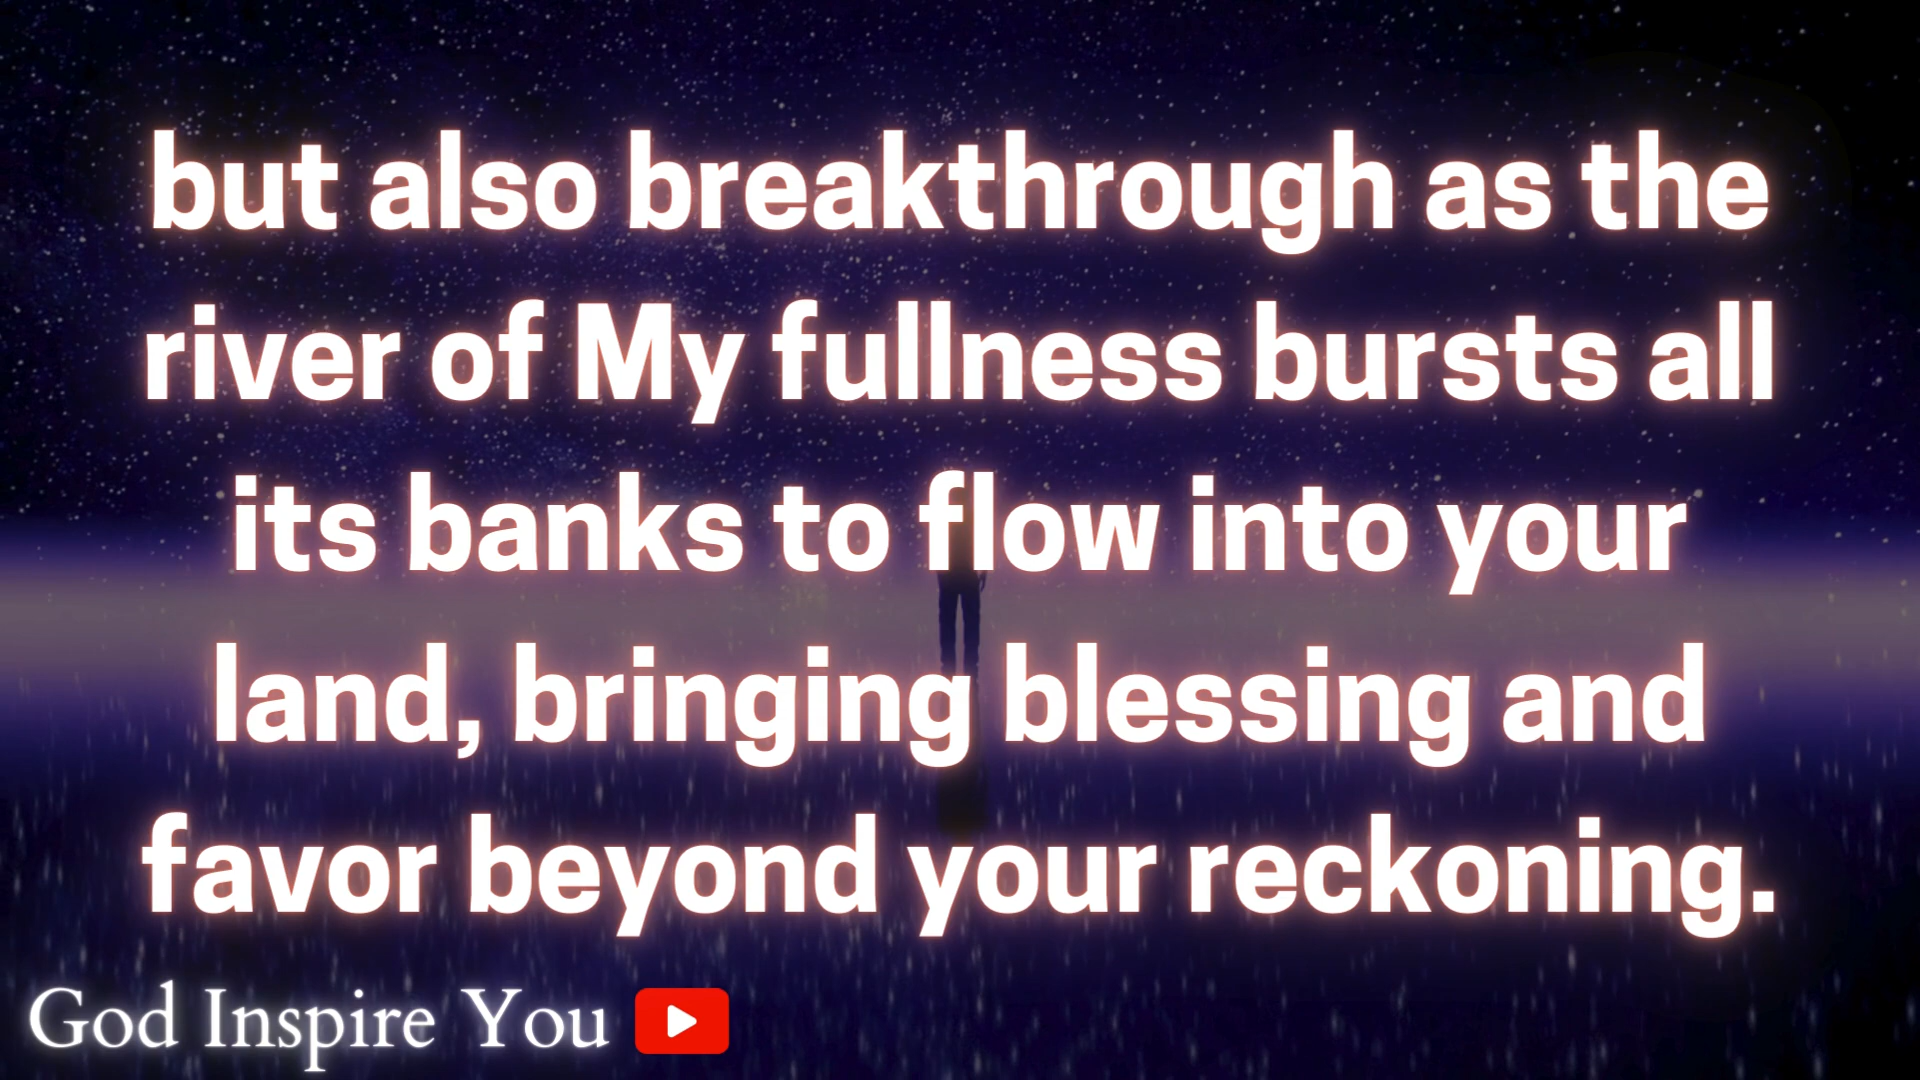 but also breakthrough as the
river of My fullness bursts all
its banks to flow into your
land, bringing blessing and
favor beyond your reckoning.
God Inspire You